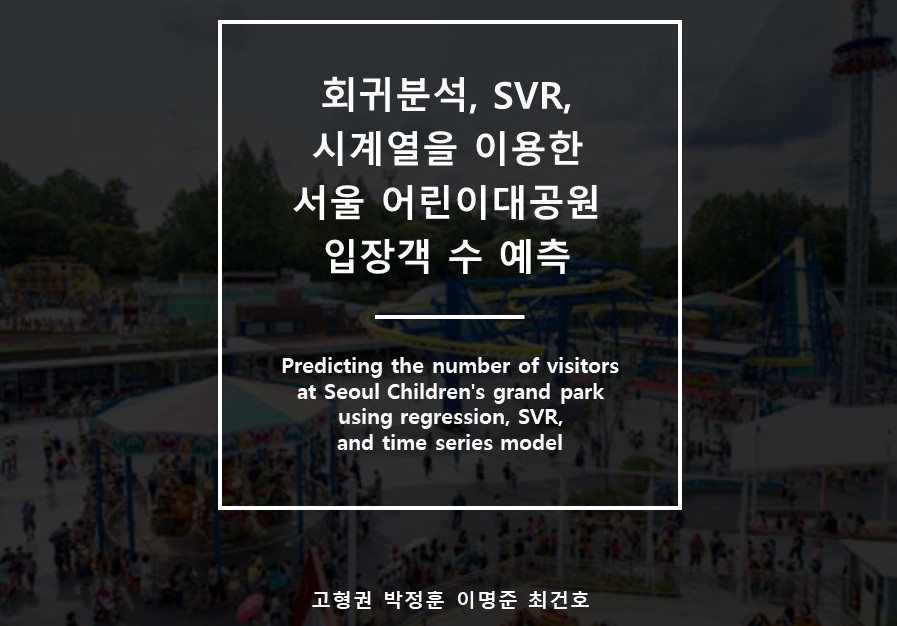 회귀분석, SVR,
시계열을 이용한
서울 어린이대공원
입장객 수 예측
Predicting the number of visitors
at Seoul Children's grand park
using regression, SVR,
and time series model
고형권 박정훈 이명준 최건호